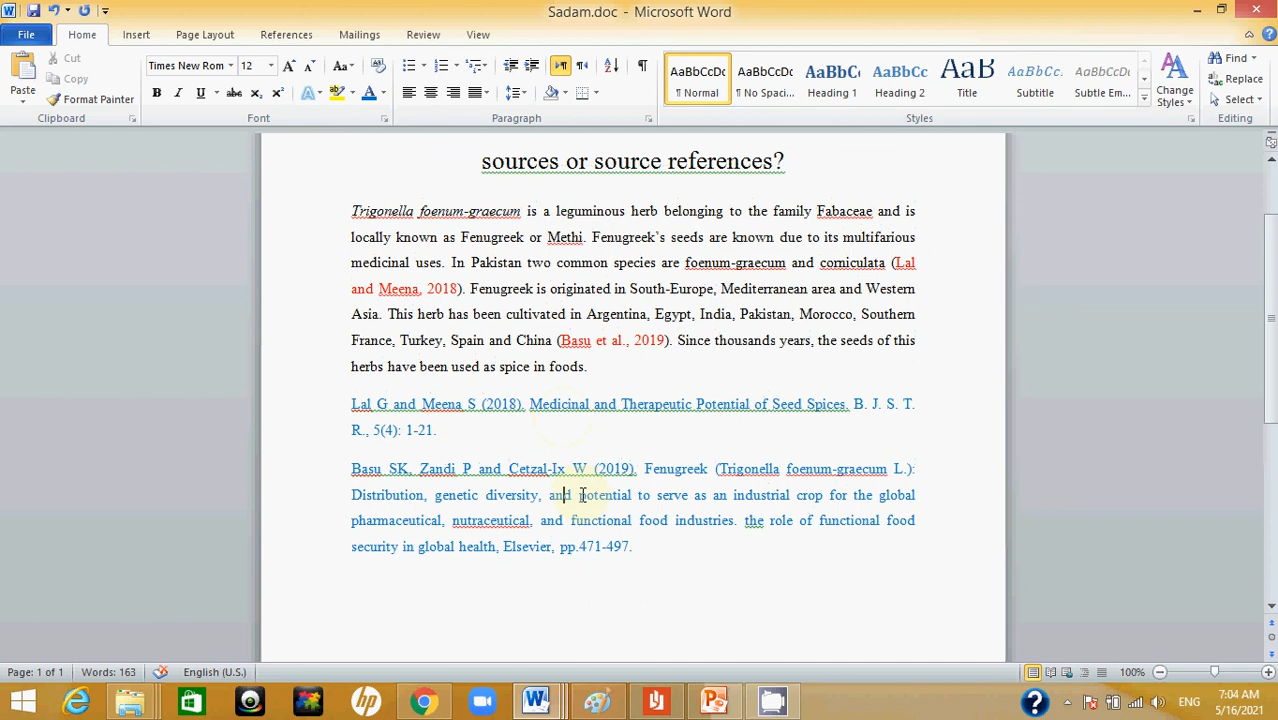 Sadam.doc - Microsoft Word
File Home Insert Page Layout References Mailings Review View
Paste
Cut
Copy
Format Painter
Clipboard
Times New Rom 12
Font
Paragraph
AaBbCcDc AaBbCcDc AaBbCс AaBbCc AaB AaBbCc. AaBbCcDc
¶ Normal ¶ No Spaci... Heading 1 Heading 2 Title Subtitle Subtle Em...
Change
Styles
Styles
Find
Replace
Select
Editing
sources or source references?
Trigonella foenum-graecum is a leguminous herb belonging to the family Fabaceae and is
locally known as Fenugreek or Methi. Fenugreek's seeds are known due to its multifarious
medicinal uses. In Pakistan two common species are foenum-graecum and corniculata (Lal
and Meena, 2018). Fenugreek is originated in South-Europe, Mediterranean area and Western
Asia. This herb has been cultivated in Argentina, Egypt, India, Pakistan, Morocco, Southern
France, Turkey, Spain and China (Basu et al., 2019). Since thousands years, the seeds of this
herbs have been used as spice in foods.
Lal G and Meena S (2018). Medicinal and Therapeutic Potential of Seed Spices. B. J. S. T.
R., 5(4): 1-21.
Basu SK, Zandi P and Cetzal-Ix W (2019). Fenugreek (Trigonella foenum-graecum L.):
Distribution, genetic diversity, and potential to serve as an industrial crop for the global
pharmaceutical, nutraceutical, and functional food industries. the role of functional food
security in global health, Elsevier, pp.471-497.
Page: 1 of 1 Words: 163 English (U.S.) 100%
ENG
7:04 AM
5/16/2021